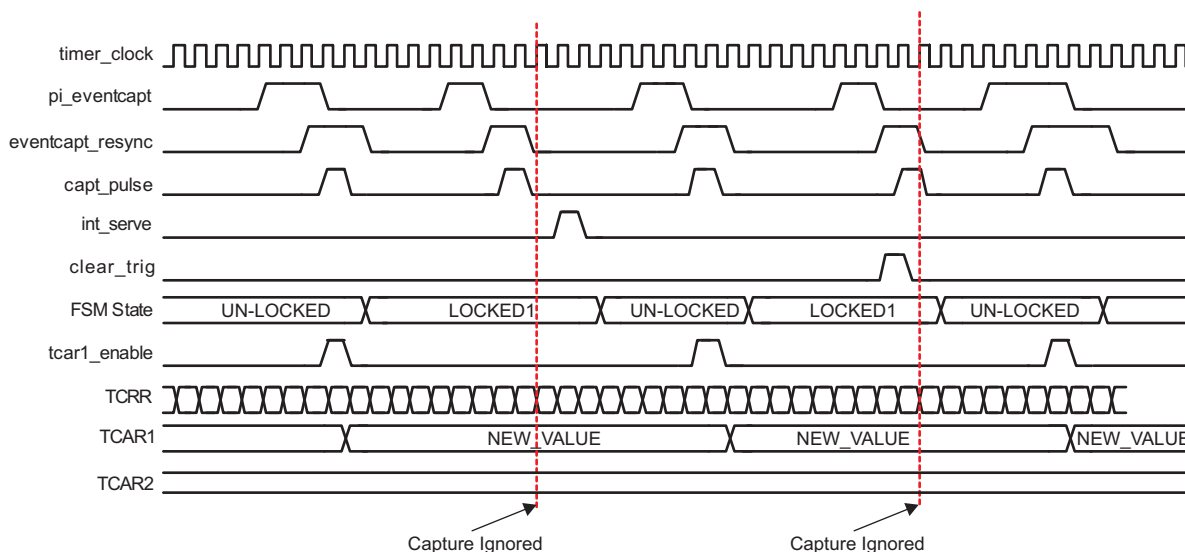 timer_clock
pi_eventcapt
eventcapt_resync
capt_pulse
int_serve
clear_trig
FSM State UN-LOCKED LOCKED1 UN-LOCKED LOCKED1 UN-LOCKED
tcar1_enable
TCRR
TCAR1 NEW_VALUE NEW_VALUE NEW_VALUE
TCAR2
Capture Ignored Capture Ignored